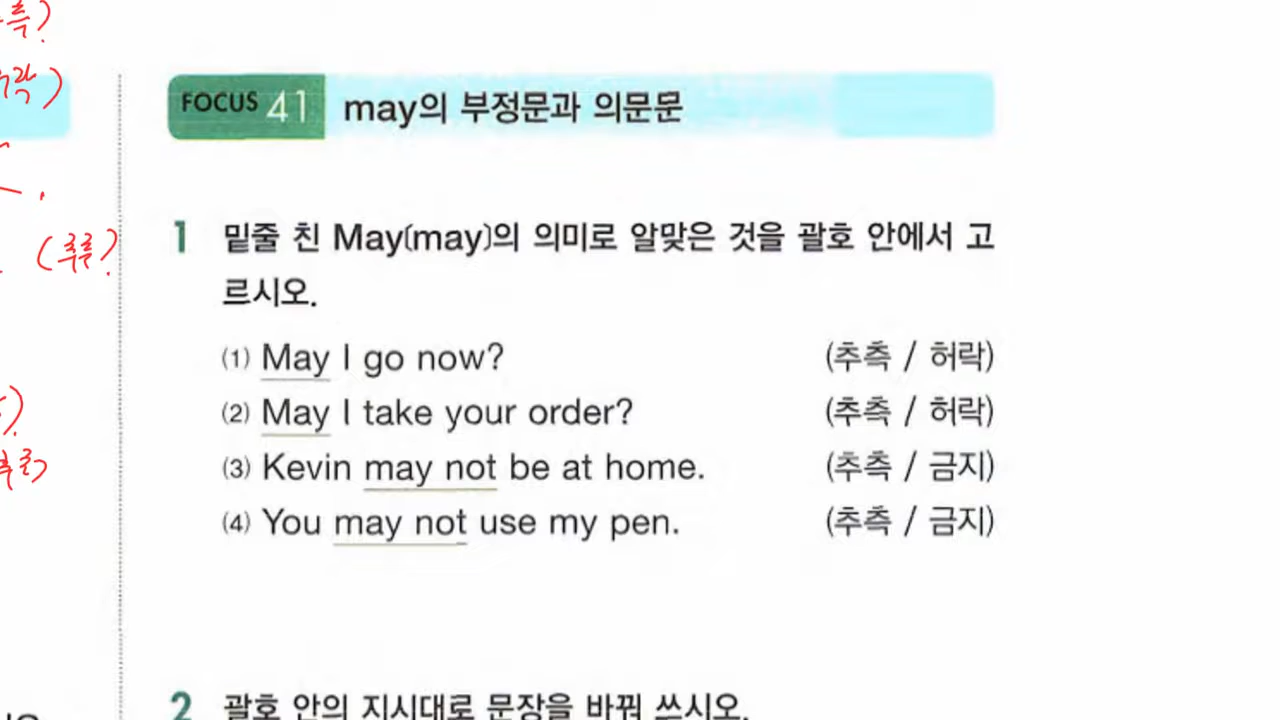 FOCUS 41 may의 부정문과 의문문
(추측?
1 밑줄 친 May(may)의 의미로 알맞은 것을 괄호 안에서 고
르시오.
(1) May I go now? (추측 / 허락)
(2) May I take your order? (추측 / 허락)
(3) Kevin may not be at home. (추측 / 금지)
(4) You may not use my pen. (추측 / 금지)
2 괄호 안의 지시대로 문장을 바꿔 쓰시오.